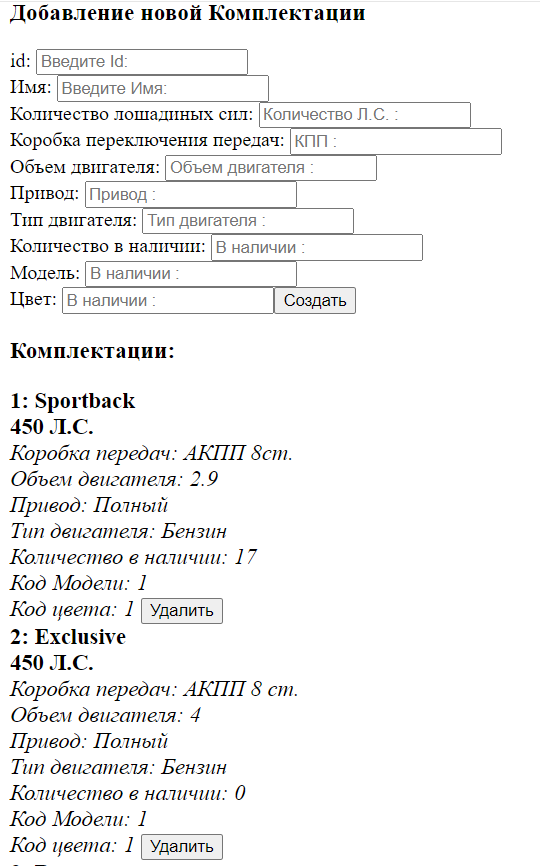 Добавление новой Комплектации
id: Введите Id:
Имя: Введите Имя:
Количество лошадиных сил: Количество Л.С. :
Коробка переключения передач: КПП :
Объем двигателя: Объем двигателя :
Привод: Привод :
Тип двигателя: Тип двигателя :
Количество в наличии: В наличии :
Модель: В наличии :
Цвет: В наличии : Создать
Комплектации:
1: Sportback
450 Л.С.
Коробка передач: АКПП 8ст.
Объем двигателя: 2.9
Привод: Полный
Тип двигателя: Бензин
Количество в наличии: 17
Код Модели: 1
Код цвета: 1 Удалить
2: Exclusive
450 Л.С.
Коробка передач: АКПП 8 ст.
Объем двигателя: 4
Привод: Полный
Тип двигателя: Бензин
Количество в наличии: 0
Код Модели: 1
Код цвета: 1 Удалить